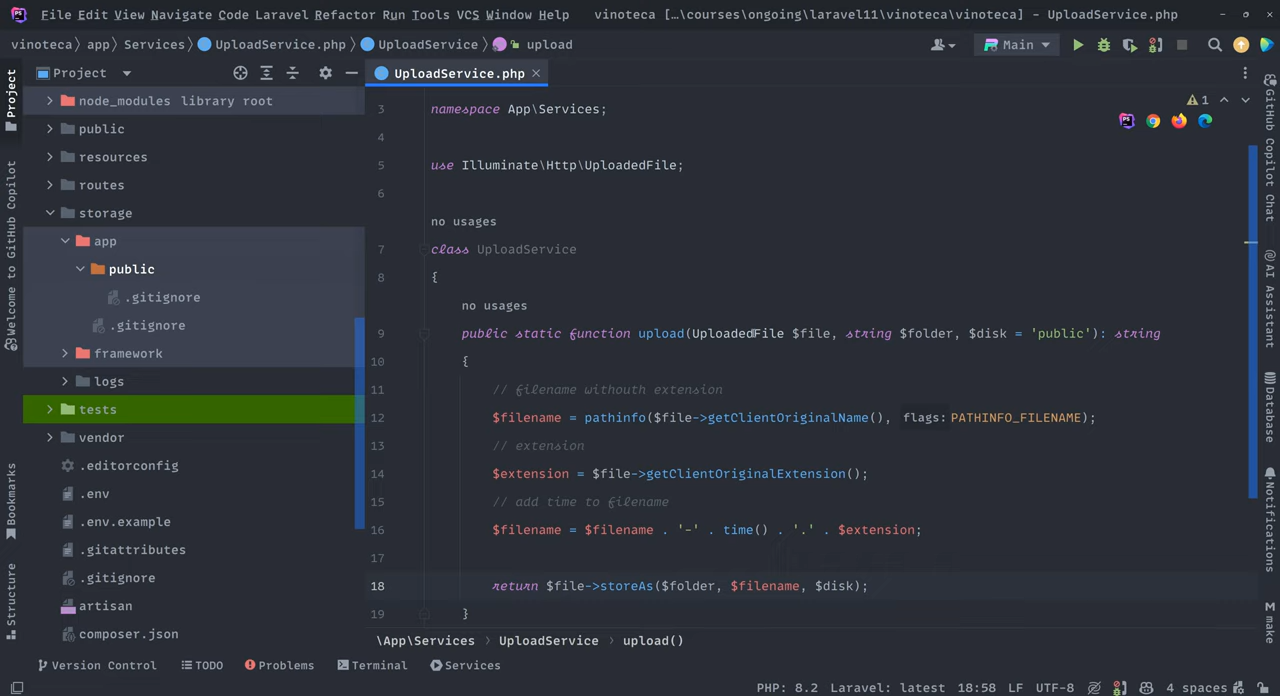 File Edit View Navigate Code Laravel Refactor Run Tools VCS Window Help vinoteca […\courses\ongoing\laravel11\vinoteca\vinoteca] - UploadService.php
vinoteca app Services UploadService.php UploadService upload
Main
Project
UploadService.php
Project
Welcome to GitHub Copilot
Bookmarks
Structure
node_modules library root
public
resources
routes
storage
app
public
.gitignore
.gitignore
framework
logs
tests
vendor
.editorconfig
.env
.env.example
.gitattributes
.gitignore
artisan
composer.json
1
3 namespace App\Services;
4
5 use Illuminate\Http\UploadedFile;
6
no usages
7 class UploadService
8 {
no usages
9 public static function upload(UploadedFile $file, string $folder, $disk = 'public'): string
10 {
11 // filename withouth extension
12 $filename = pathinfo($file->getClientOriginalName(), flags: PATHINFO_FILENAME);
13 // extension
14 $extension = $file->getClientOriginalExtension();
15 // add time to filename
16 $filename = $filename . '-' . time() . '.' . $extension;
17
18 return $file->storeAs($folder, $filename, $disk);
19 }
\App\Services UploadService upload()
GitHub Copilot Chat
AI Assistant
Database
Notifications
M make
Version Control TODO Problems Terminal Services
PHP: 8.2 Laravel: latest 18:58 LF UTF-8 4 spaces